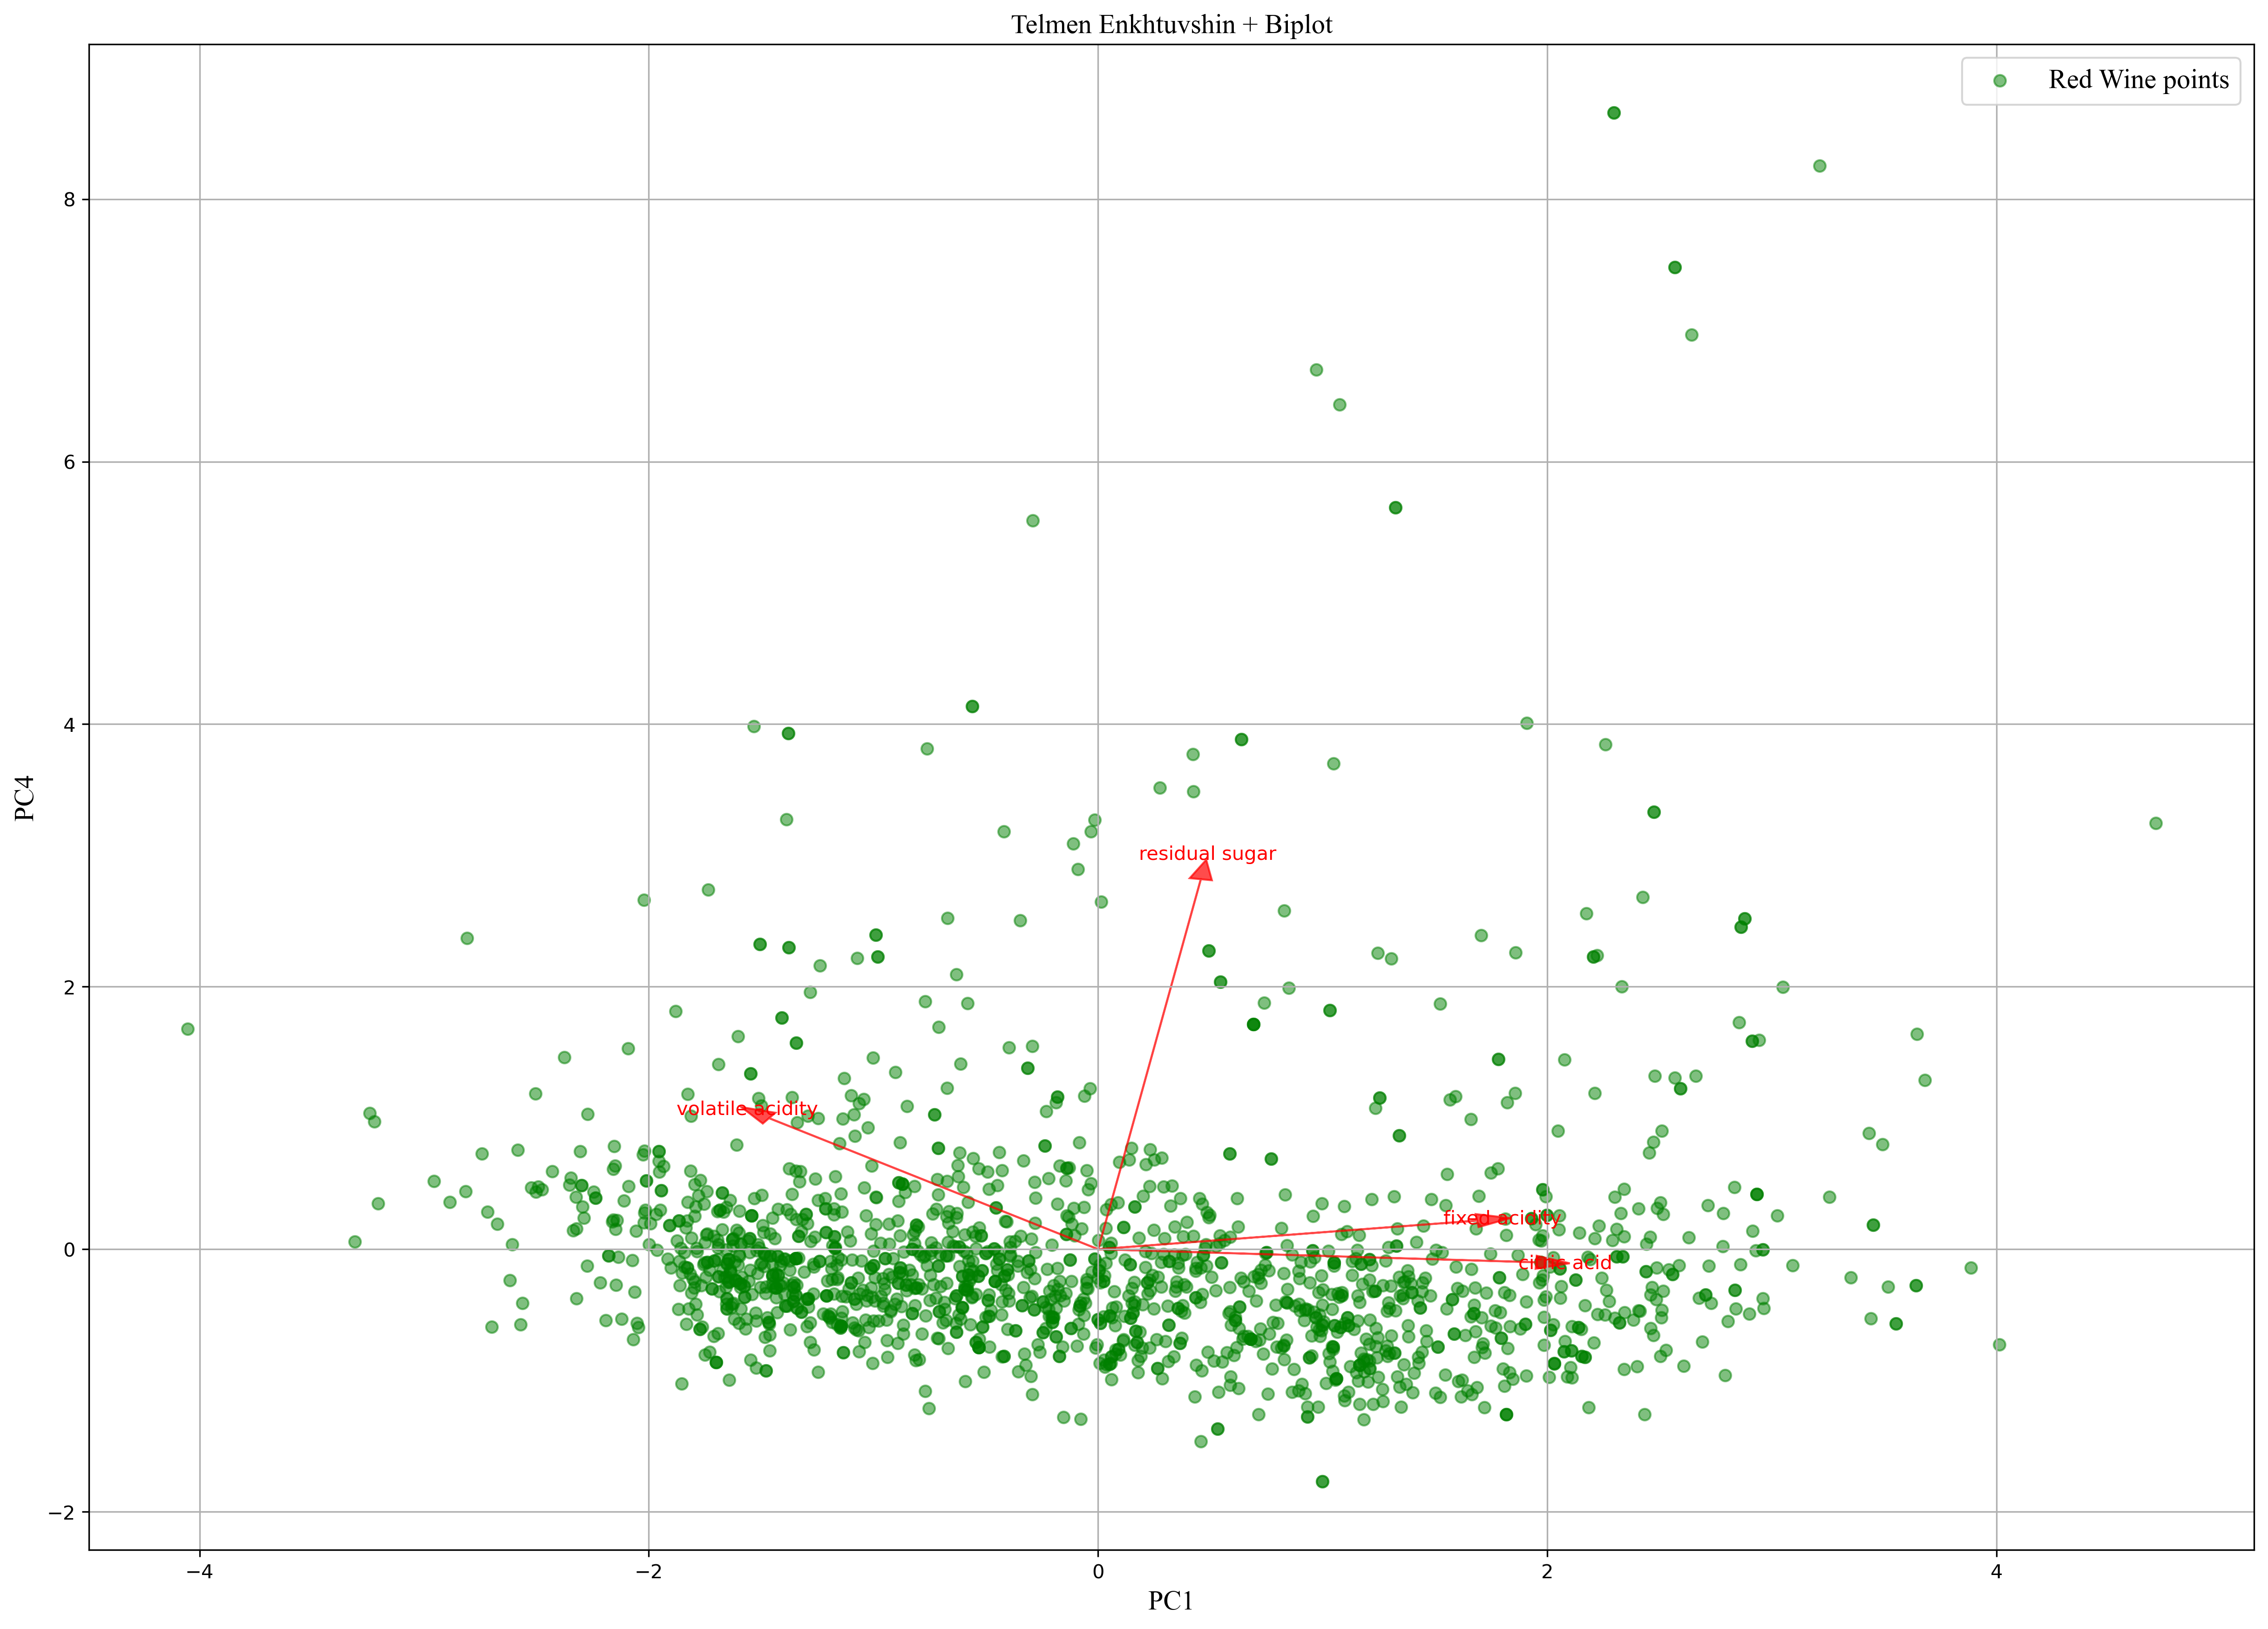 Telmen Enkhtuvshin + Biplot
Red Wine points
8
6
4
2
0
−2
PC4
residual sugar
volatile acidity
fixed acidity
citric acid
−4
−2
0
2
4
PC1